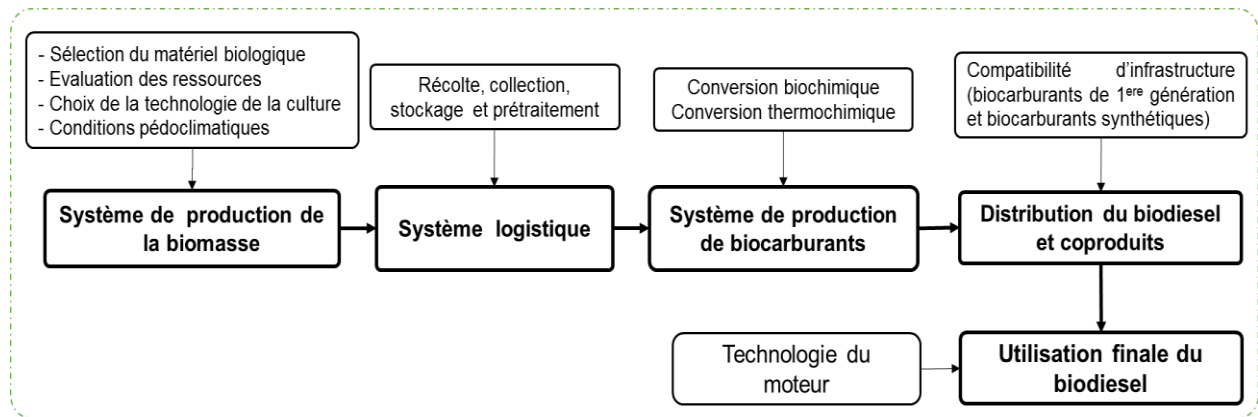 - Sélection du matériel biologique
- Evaluation des ressources
- Choix de la technologie de la culture
- Conditions pédoclimatiques
Récolte, collection,
stockage et prétraitement
Conversion biochimique
Conversion thermochimique
Compatibilité d’infrastructure
(biocarburants de 1ere génération
et biocarburants synthétiques)
Système de production de
la biomasse
Système logistique
Système de production
de biocarburants
Distribution du biodiesel
et coproduits
Technologie du
moteur
Utilisation finale du
biodiesel